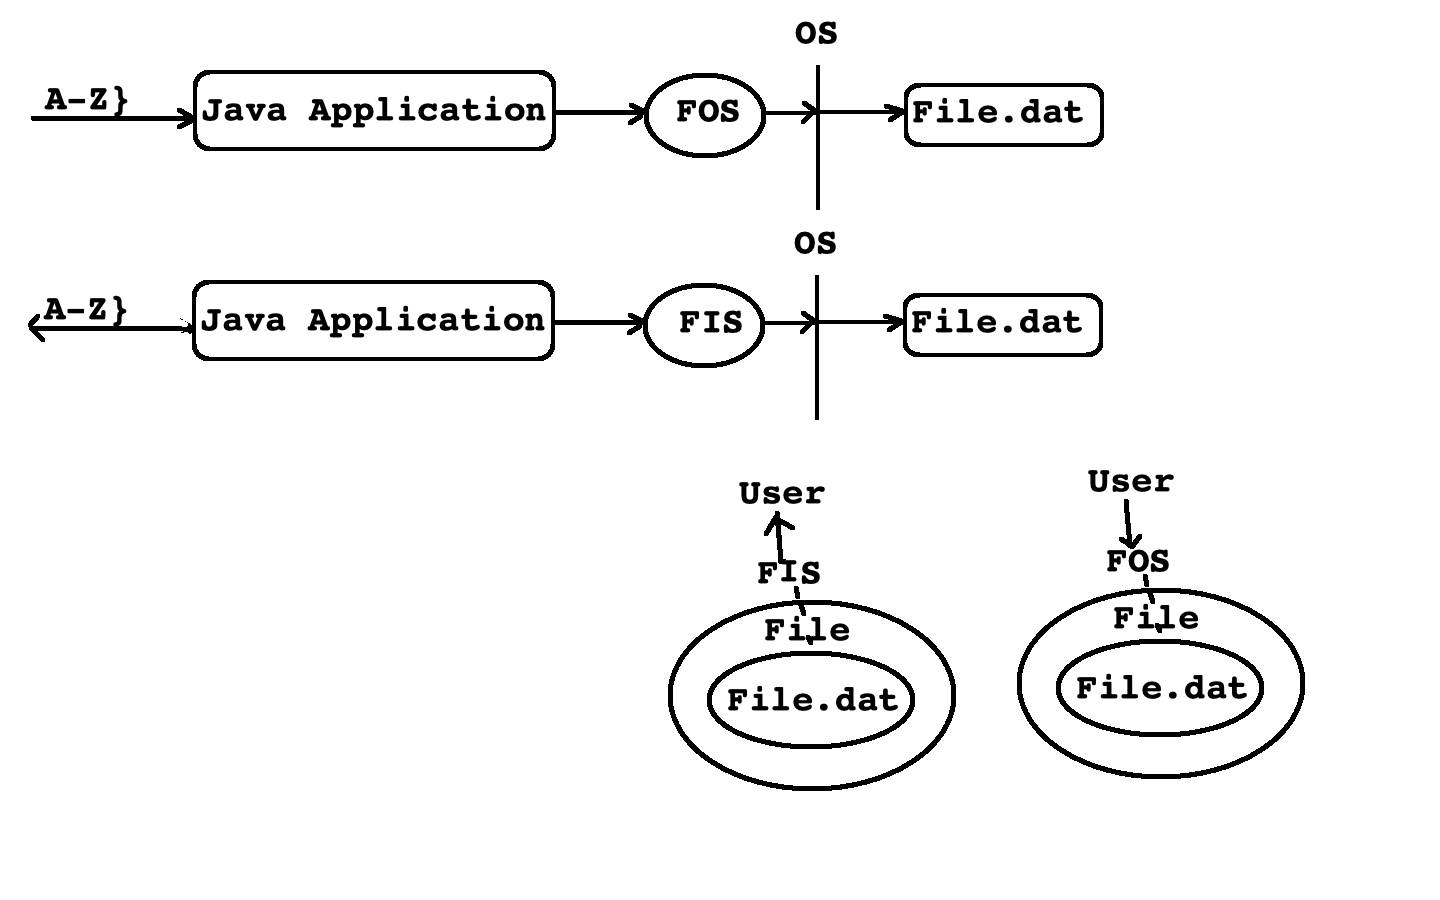 OS
A-Z} Java Application FOS File.dat
OS
A-Z} Java Application FIS File.dat
User
FIS
File
File.dat
User
FOS
File
File.dat